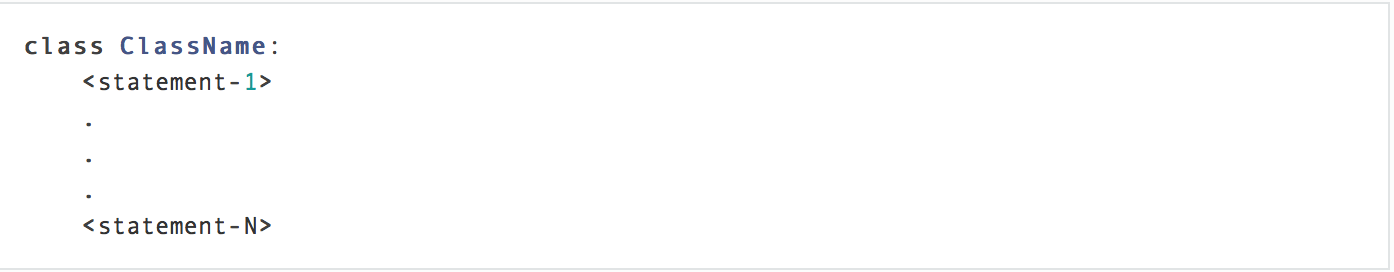 class ClassName:
    <statement-1>
    .
    .
    .
    <statement-N>